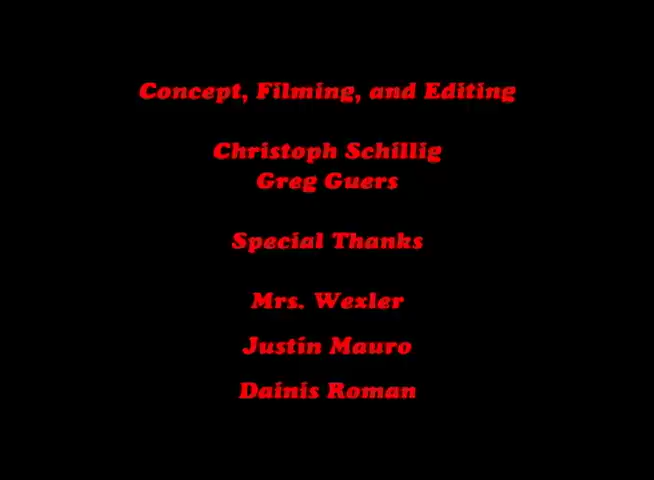 Concept, Filming, and Editing
Christoph Schillig
Greg Guers
Special Thanks
Mrs. Wexler
Justin Mauro
Dainis Roman